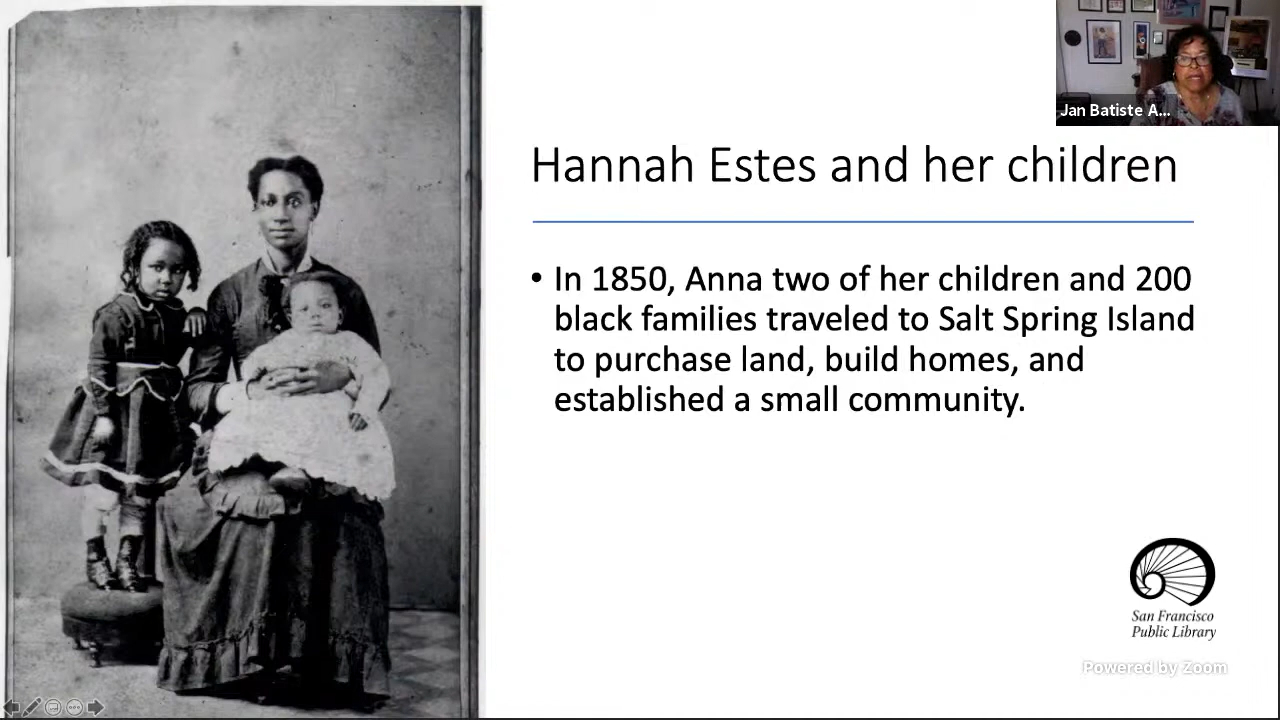 Jan Batiste A...
Hannah Estes and her children
• In 1850, Anna two of her children and 200
black families traveled to Salt Spring Island
to purchase land, build homes, and
established a small community.
San Francisco
Public Library
Powered by Zoom